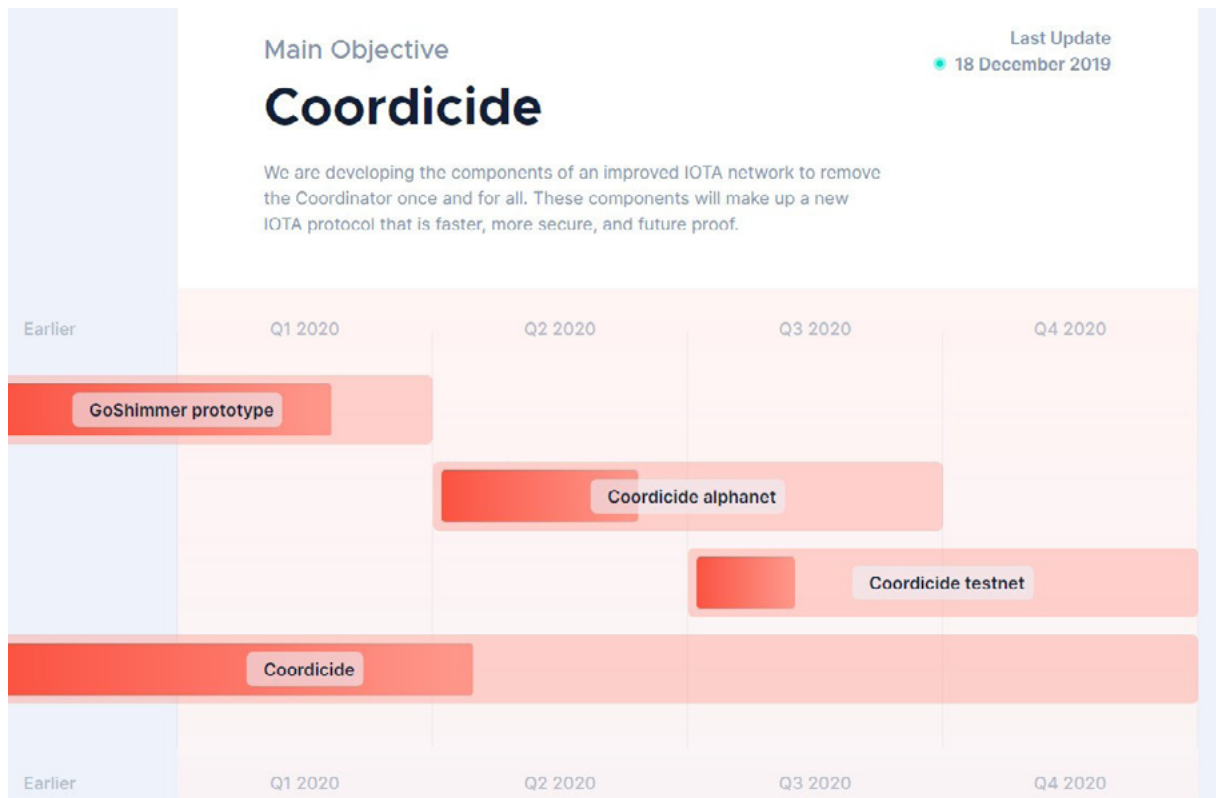 Main Objective
Last Update
18 December 2019
Coordicide
We are developing the components of an improved IOTA network to remove
the Coordinator once and for all. These components will make up a new
IOTA protocol that is faster, more secure, and future proof.
Earlier Q1 2020 Q2 2020 Q3 2020 Q4 2020
GoShimmer prototype
Coordicide alphanet
Coordicide testnet
Coordicide
Earlier Q1 2020 Q2 2020 Q3 2020 Q4 2020